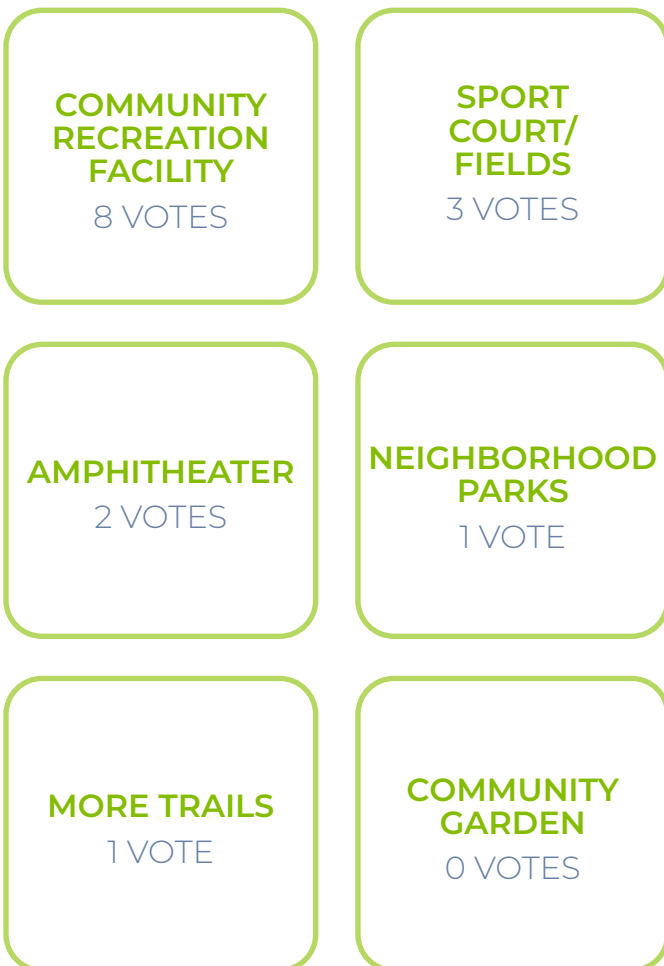 COMMUNITY
RECREATION
FACILITY
8 VOTES
SPORT
COURT/
FIELDS
3 VOTES
AMPHITHEATER
2 VOTES
NEIGHBORHOOD
PARKS
1 VOTE
MORE TRAILS
1 VOTE
COMMUNITY
GARDEN
0 VOTES